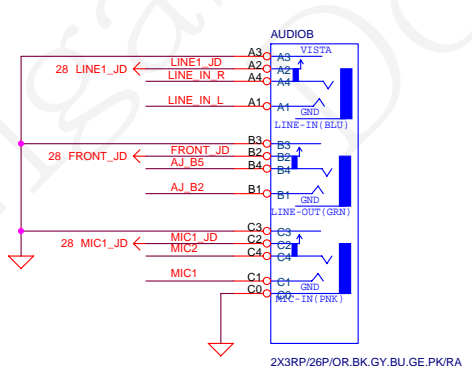 AUDIOB
VISTA
A3 A3
28 LINE1_JD LINE1_JD A2 A2
LINE_IN_R A4 A4
LINE_IN_L A1 A1
GND
LINE-IN(BLU)
B3 B3
28 FRONT_JD FRONT_JD B2 B2
AJ_B5 B4 B4
AJ_B2 B1 B1
GND
LINE-OUT(GRN)
C3 C3
28 MIC1_JD MIC1_JD C2 C2
MIC2 C4 C4
MIC1 C1 C1
GND
C0 C0
MIC-IN(PNK)
2X3RP/26P/OR,BK,GY,BU,GE,PK/RA